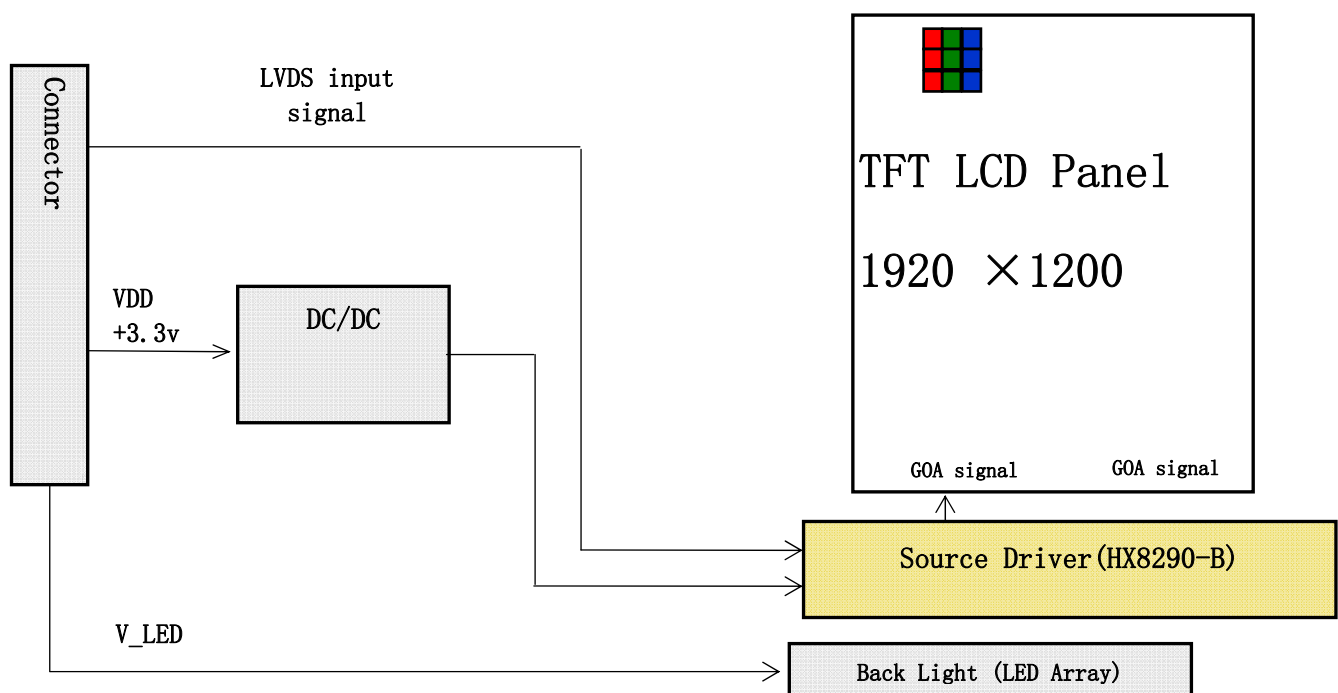 Connector
LVDS input
signal
TFT LCD Panel
1920 ×1200
VDD
+3.3v
DC/DC
GOA signal
GOA signal
Source Driver(HX8290-B)
V_LED
Back Light (LED Array)